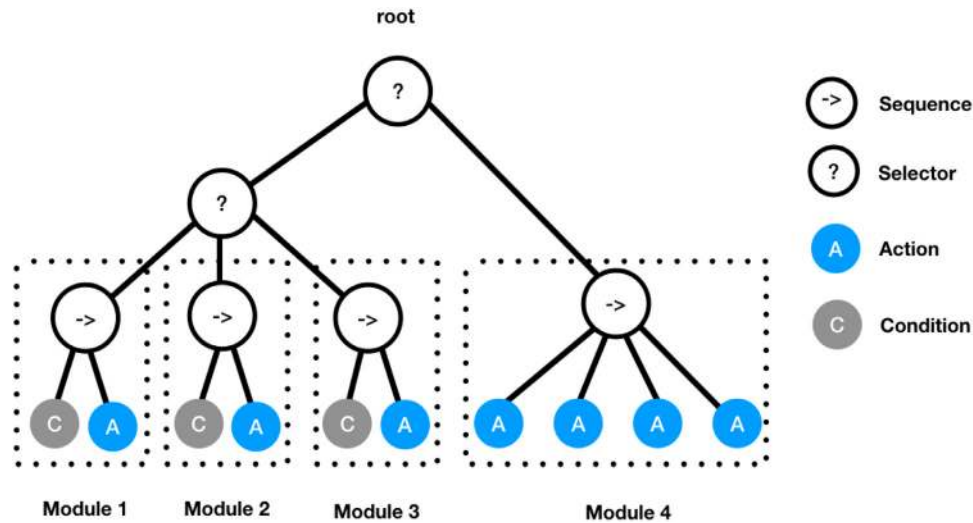 root
?
-> Sequence
? Selector
?
A Action
-> -> -> ->
C Condition
C A C A C A A A A A
Module 1 Module 2 Module 3 Module 4